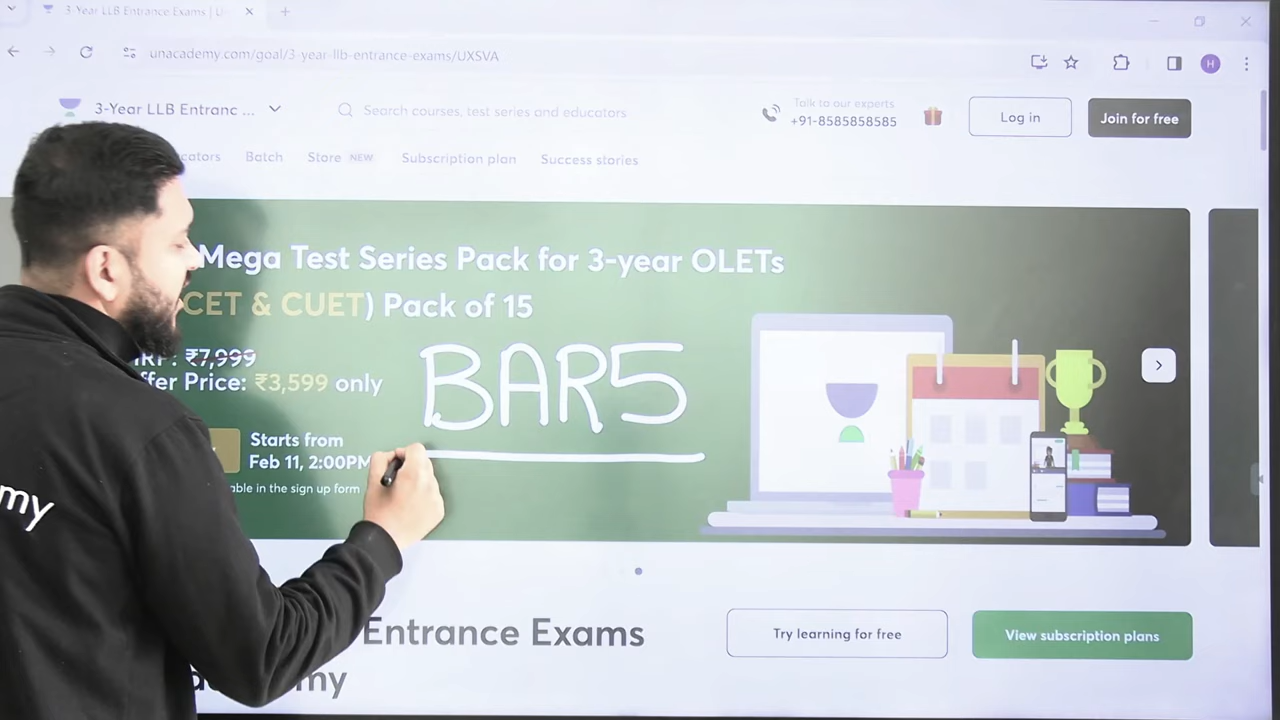 3-Year LLB Entrance Exams | U
unacademy.com/goal/3-year-llb-entrance-exams/UXSVA
H
3-Year LLB Entranc ...
Search courses, test series and educators
Talk to our experts
+91-8585858585
Log in
Join for free
cators
Batch
Store NEW
Subscription plan
Success stories
Mega Test Series Pack for 3-year OLETs
CET & CUET) Pack of 15
MRP: ₹7,999
ffer Price: ₹3,599 only
BAR5
Starts from
Feb 11, 2:00PM
able in the sign up form
my
Entrance Exams
my
Try learning for free
View subscription plans